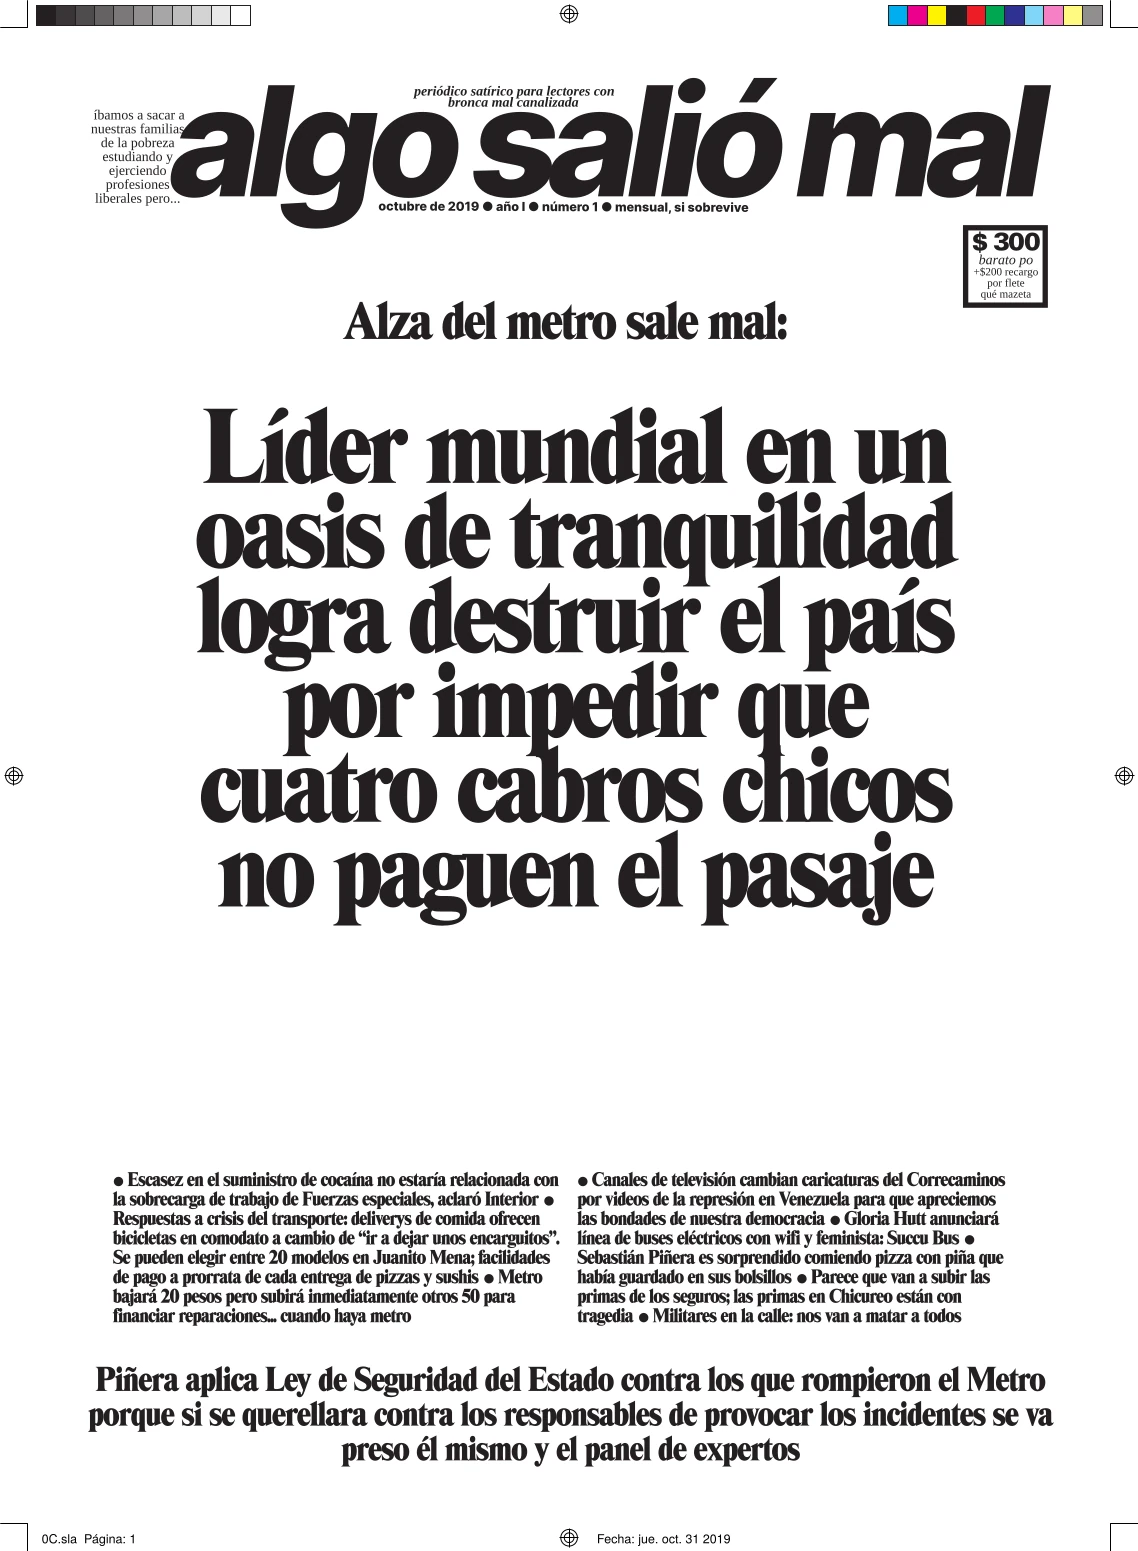 periódico satírico para lectores con
bronca mal canalizada
íbamos a sacar a
nuestras familias
de la pobreza
estudiando y
ejerciendo
profesiones
liberales pero...
algo salió mal
octubre de 2019 ● año I ● número 1 ● mensual, si sobrevive
$ 300
barato po
+$200 recargo
por flete
qué mazeta
Alza del metro sale mal:
Líder mundial en un
oasis de tranquilidad
logra destruir el país
por impedir que
cuatro cabros chicos
no paguen el pasaje
● Escasez en el suministro de cocaína no estaría relacionada con
la sobrecarga de trabajo de Fuerzas especiales, aclaró Interior ●
Respuestas a crisis del transporte: deliverys de comida ofrecen
bicicletas en comodato a cambio de “ir a dejar unos encarguitos”.
Se pueden elegir entre 20 modelos en Juanito Mena; facilidades
de pago a prorrata de cada entrega de pizzas y sushis ● Metro
bajará 20 pesos pero subirá inmediatamente otros 50 para
financiar reparaciones... cuando haya metro
● Canales de televisión cambian caricaturas del Correcaminos
por videos de la represión en Venezuela para que apreciemos
las bondades de nuestra democracia ● Gloria Hutt anunciará
línea de buses eléctricos con wifi y feminista: Succu Bus ●
Sebastián Piñera es sorprendido comiendo pizza con piña que
había guardado en sus bolsillos ● Parece que van a subir las
primas de los seguros; las primas en Chicureo están con
tragedia ● Militares en la calle: nos van a matar a todos
Piñera aplica Ley de Seguridad del Estado contra los que rompieron el Metro
porque si se querellara contra los responsables de provocar los incidentes se va
preso él mismo y el panel de expertos
0C.sla Página: 1
Fecha: jue. oct. 31 2019